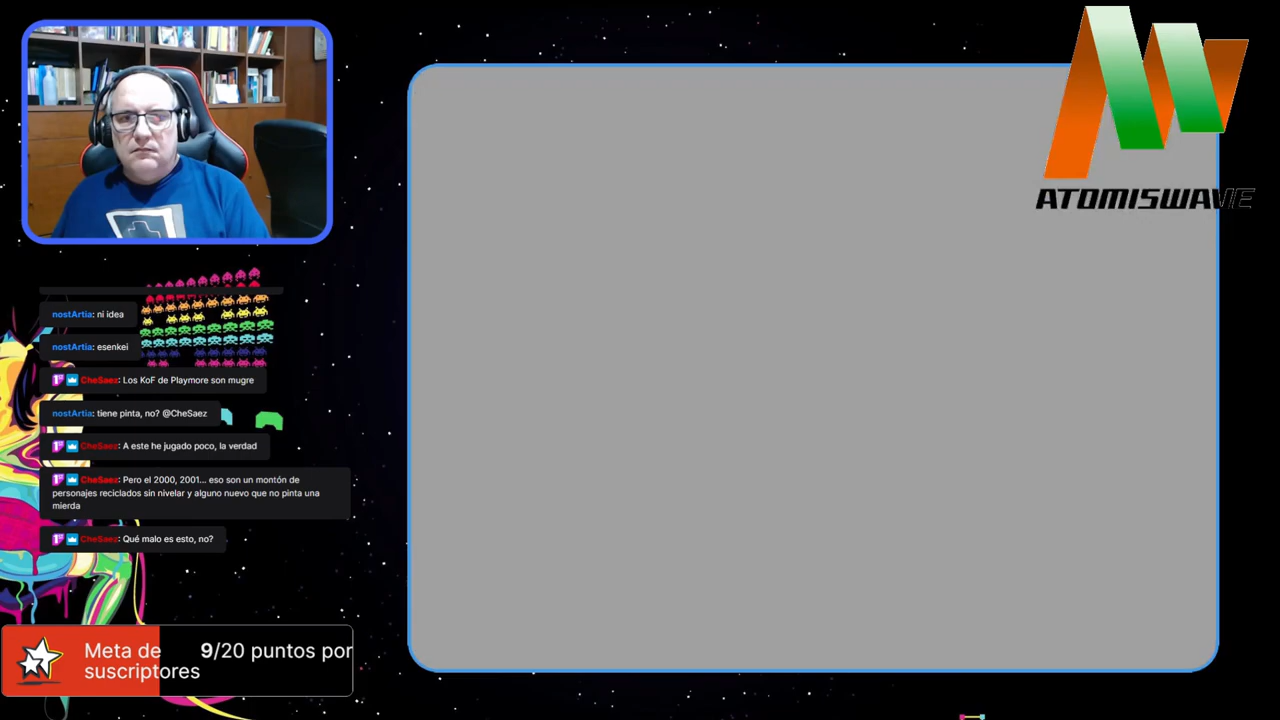 ATOMISWAVE
nostArtia: ni idea
nostArtia: esenkei
CheSaez: Los KoF de Playmore son mugre
nostArtia: tiene pinta, no? @CheSaez
CheSaez: A este he jugado poco, la verdad
CheSaez: Pero el 2000, 2001... eso son un montón de
personajes reciclados sin nivelar y alguno nuevo que no pinta una
mierda
CheSaez: Qué malo es esto, no?
Meta de
suscriptores
9/20 puntos por